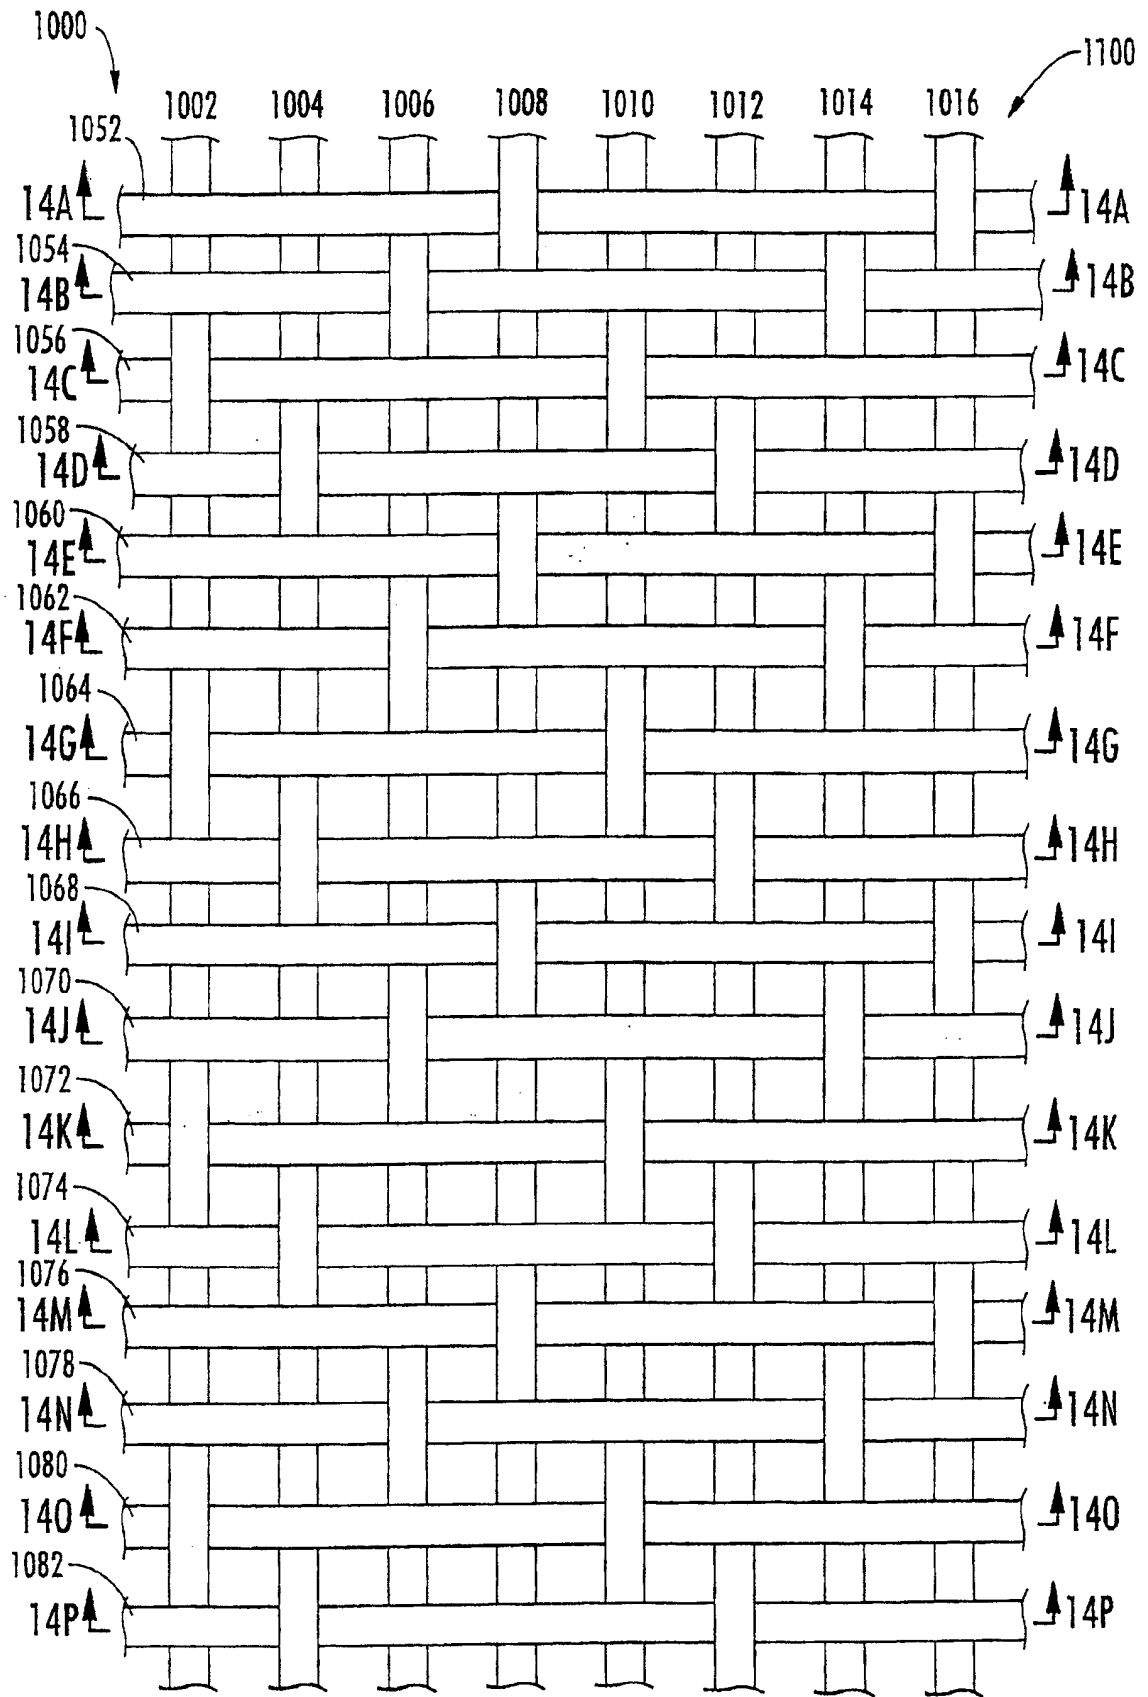 1000
1100
1002 1004 1006 1008 1010 1012 1014 1016
1052
14A 14A
1054
14B 14B
1056
14C 14C
1058
14D 14D
1060
14E 14E
1062
14F 14F
1064
14G 14G
1066
14H 14H
1068
14I 14I
1070
14J 14J
1072
14K 14K
1074
14L 14L
1076
14M 14M
1078
14N 14N
1080
14O 14O
1082
14P 14P